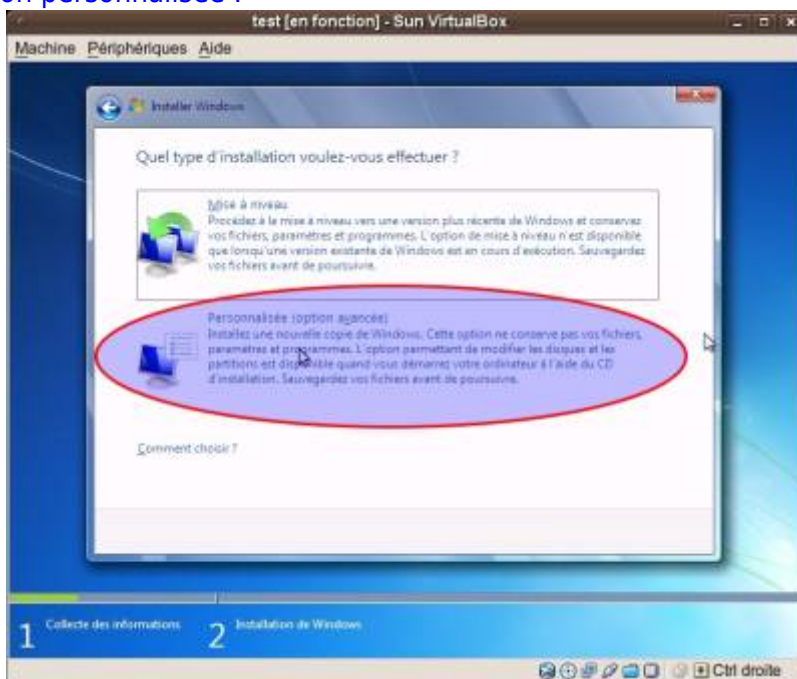 on personnalisée :
test [en fonction] - Sun VirtualBox
Machine Périphériques Aide
Installer Windows
Quel type d'installation voulez-vous effectuer ?
Mise à niveau
Procédez à la mise à niveau vers une version plus récente de Windows et conservez
vos fichiers, paramètres et programmes. L'option de mise à niveau n'est disponible
que lorsqu'une version existante de Windows est en cours d'exécution. Sauvegardez
vos fichiers avant de poursuivre.
Personnalisée (option avancée)
Installez une nouvelle copie de Windows. Cette option ne conserve pas vos fichiers,
paramètres et programmes. L'option permettant de modifier les disques et les
partitions est disponible quand vous démarrez votre ordinateur à l'aide du CD
d'installation. Sauvegardez vos fichiers avant de poursuivre.
Comment choisir ?
1 Collecte des informations 2 Installation de Windows
Ctrl droite